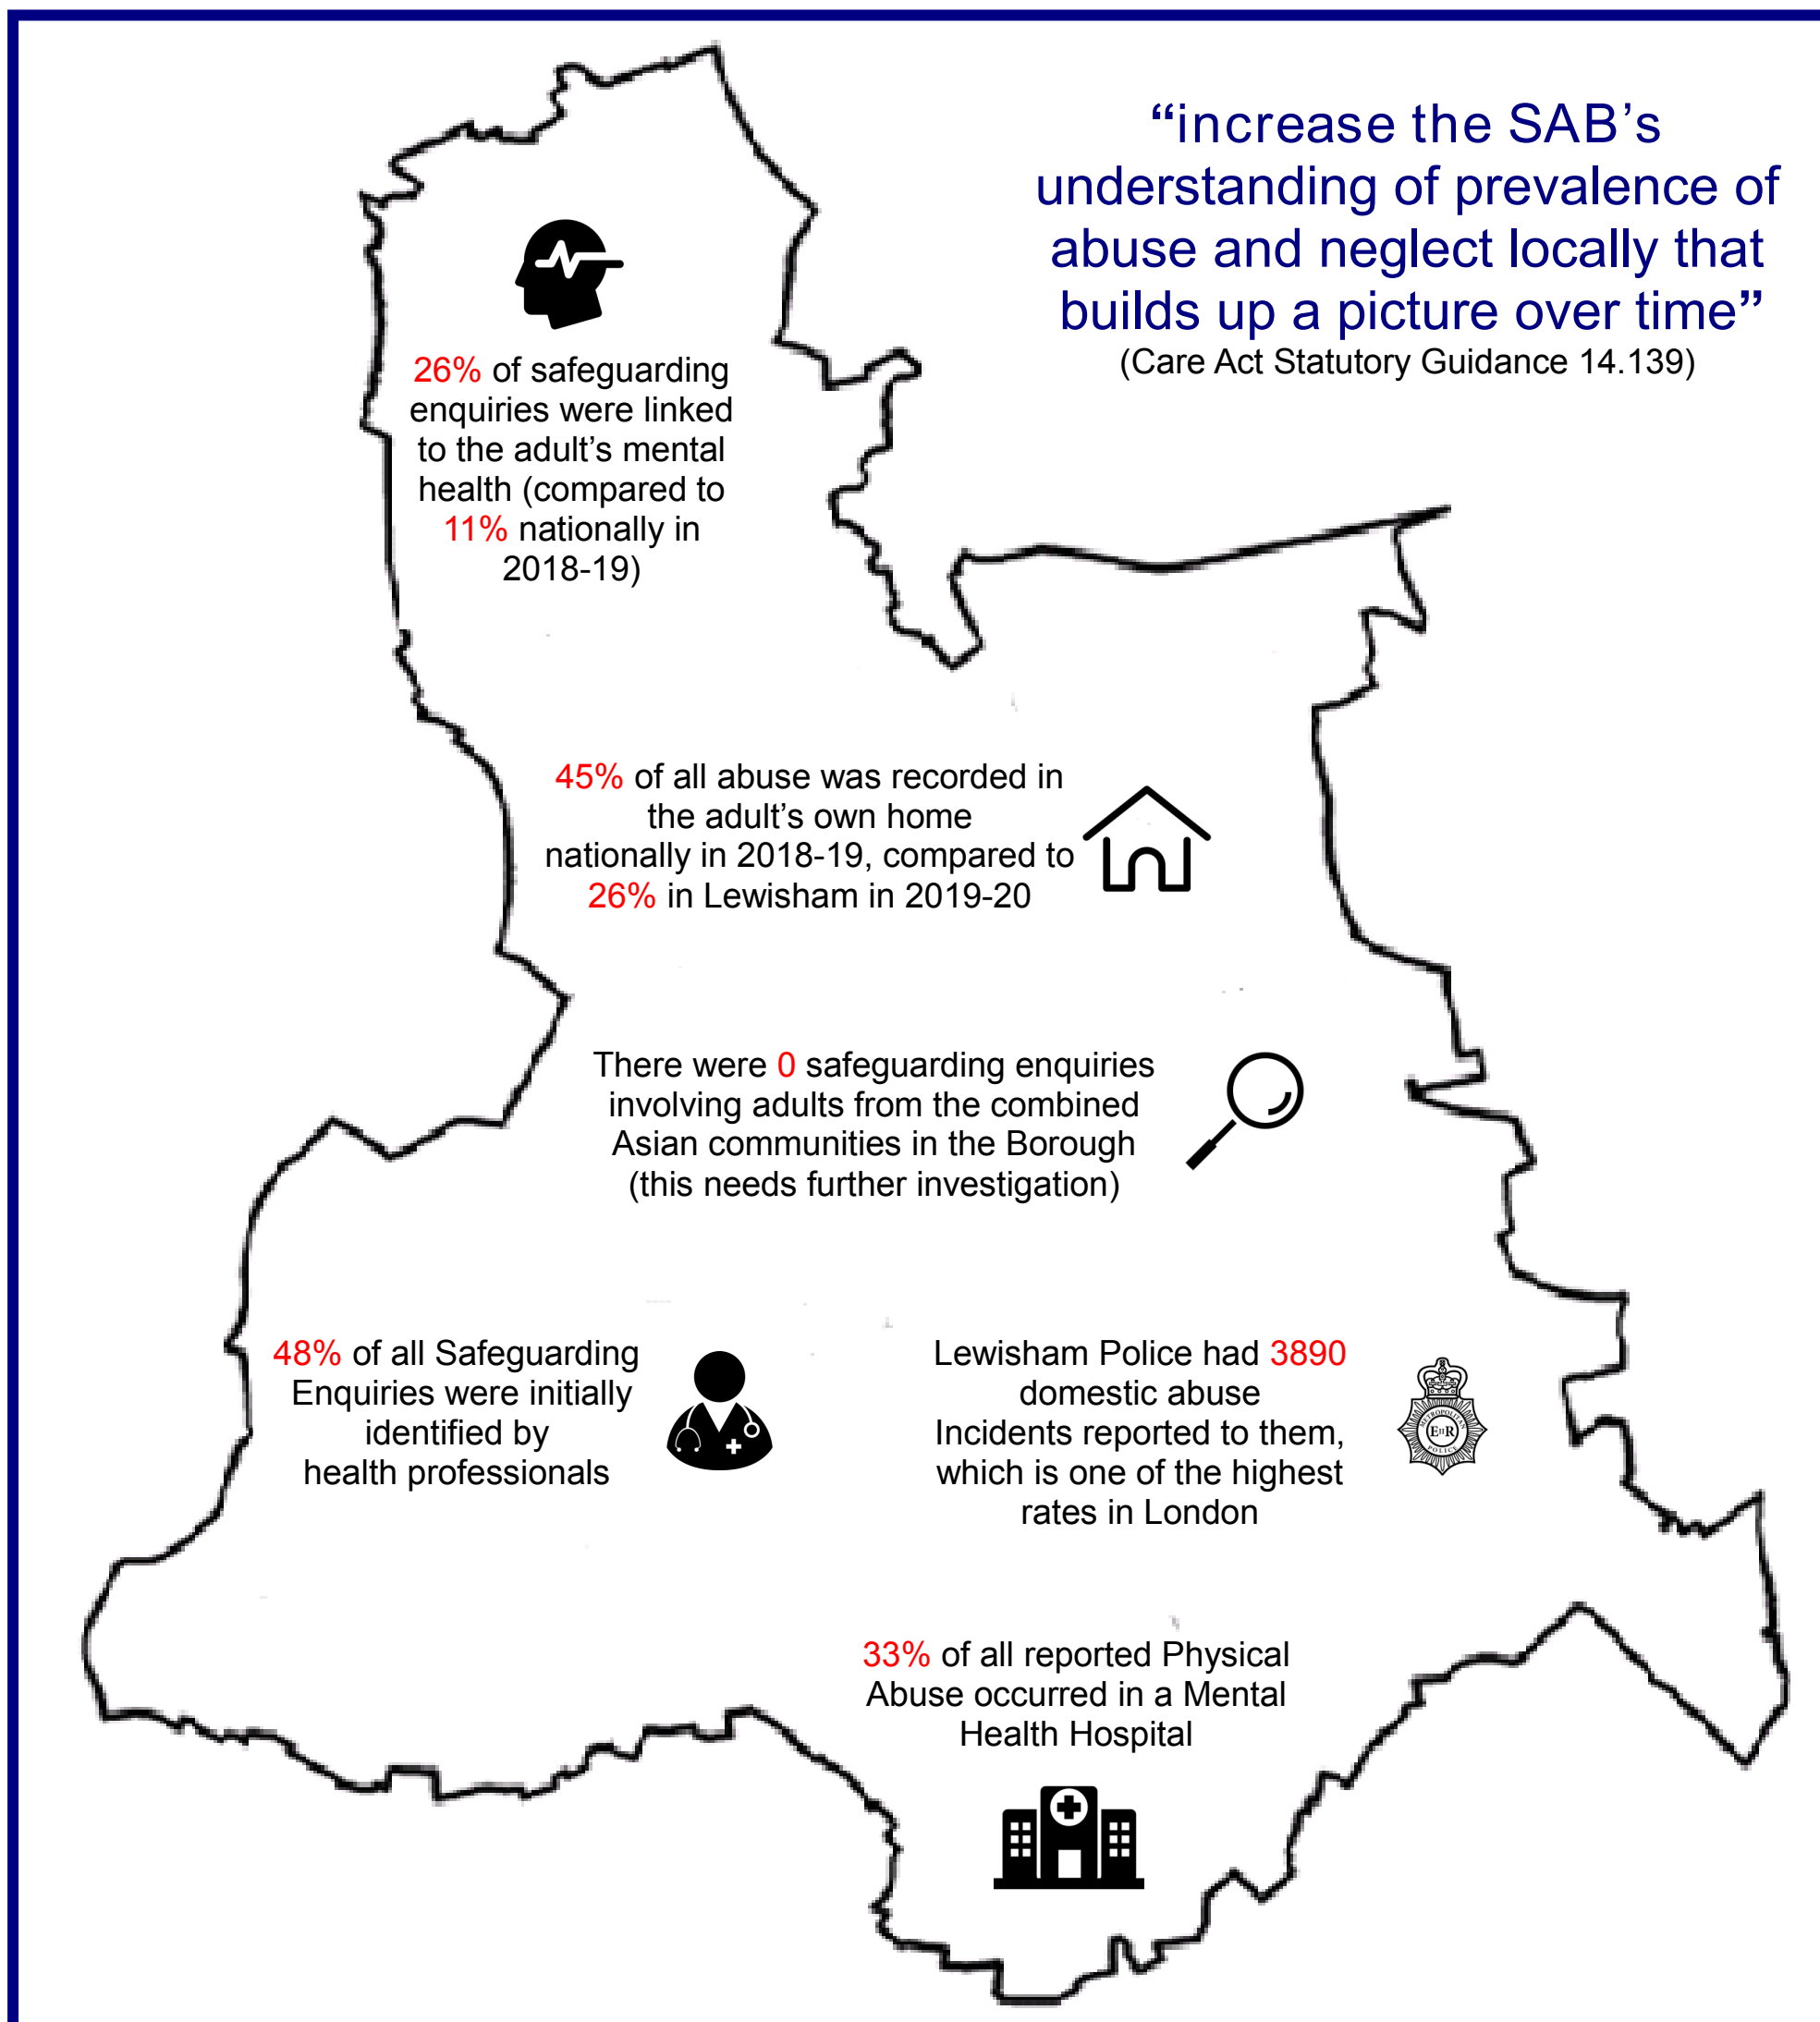 “increase the SAB’s
understanding of prevalence of
abuse and neglect locally that
builds up a picture over time”
(Care Act Statutory Guidance 14.139)
26% of safeguarding
enquiries were linked
to the adult’s mental
health (compared to
11% nationally in
2018-19)
45% of all abuse was recorded in
the adult’s own home
nationally in 2018-19, compared to
26% in Lewisham in 2019-20
There were 0 safeguarding enquiries
involving adults from the combined
Asian communities in the Borough
(this needs further investigation)
48% of all Safeguarding
Enquiries were initially
identified by
health professionals
Lewisham Police had 3890
domestic abuse
Incidents reported to them,
which is one of the highest
rates in London
METROPOLITAN
EIIR
POLICE
33% of all reported Physical
Abuse occurred in a Mental
Health Hospital